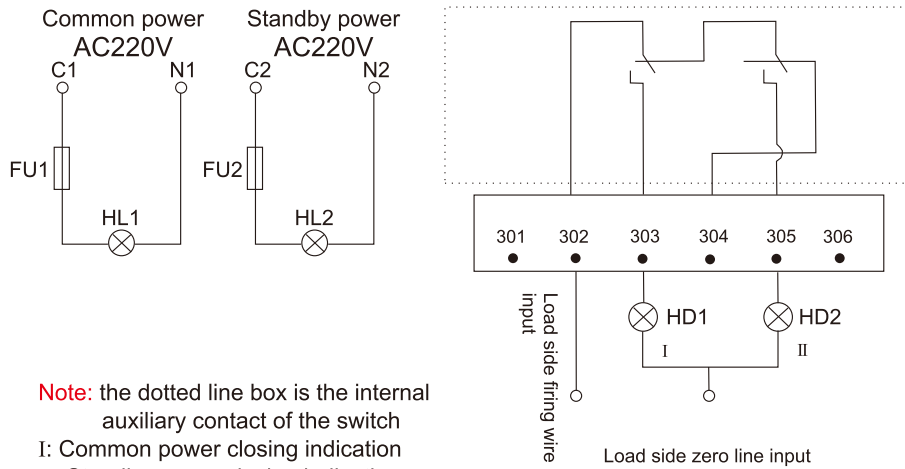 Common power
AC220V
C1
N1
FU1
HL1
Standby power
AC220V
C2
N2
FU2
HL2
301 302 303 304 305 306
Load side firing wire
input
HD1
HD2
I
II
Load side zero line input
Note: the dotted line box is the internal
auxiliary contact of the switch
I: Common power closing indication